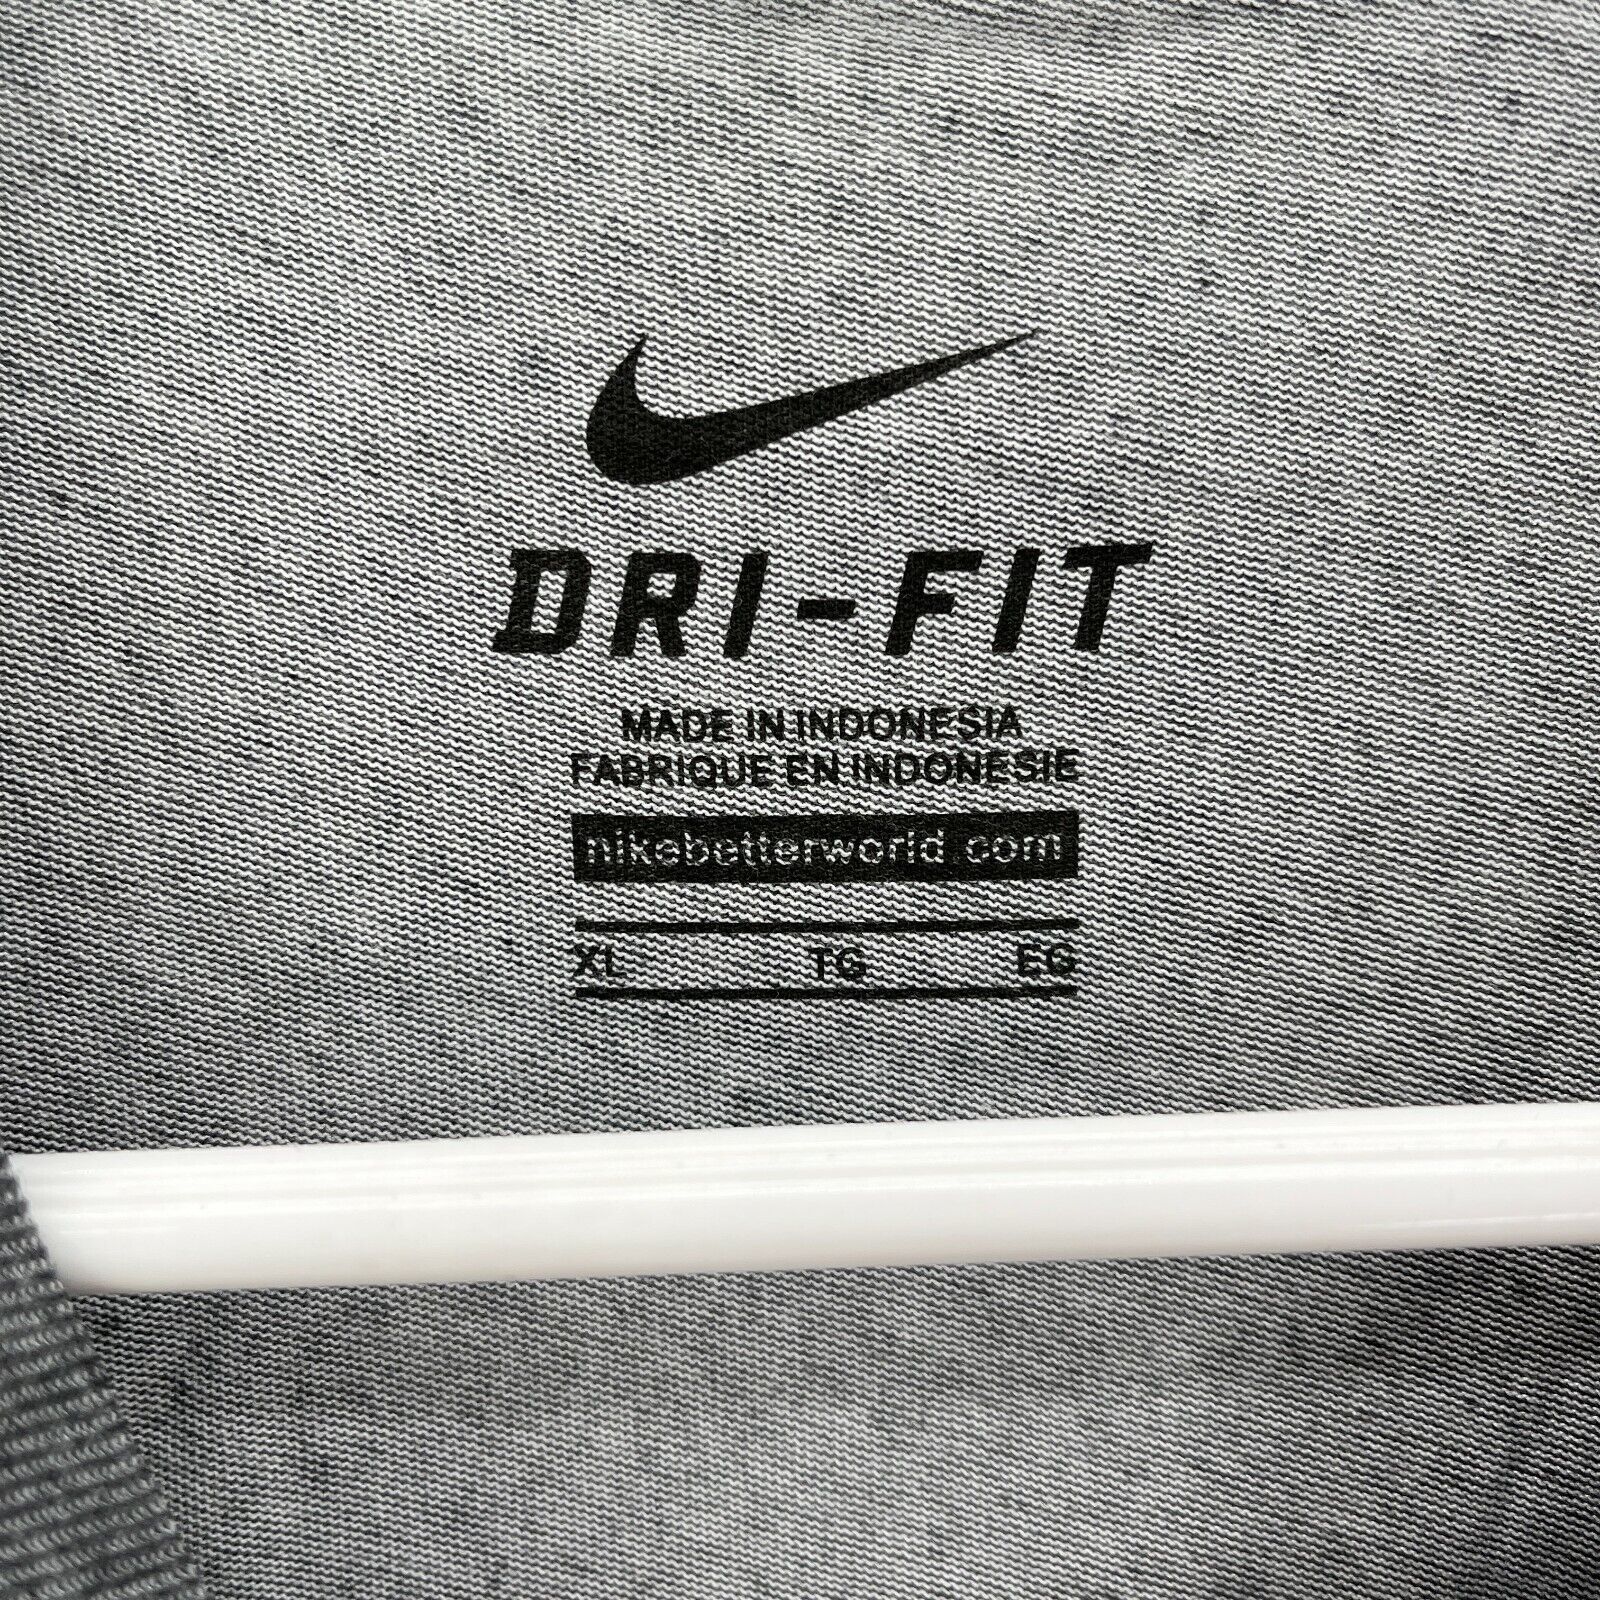 DRI-FIT
MADE IN INDONESIA
FABRIQUE EN INDONESIE
nikebetterworld.com
XL TG EG